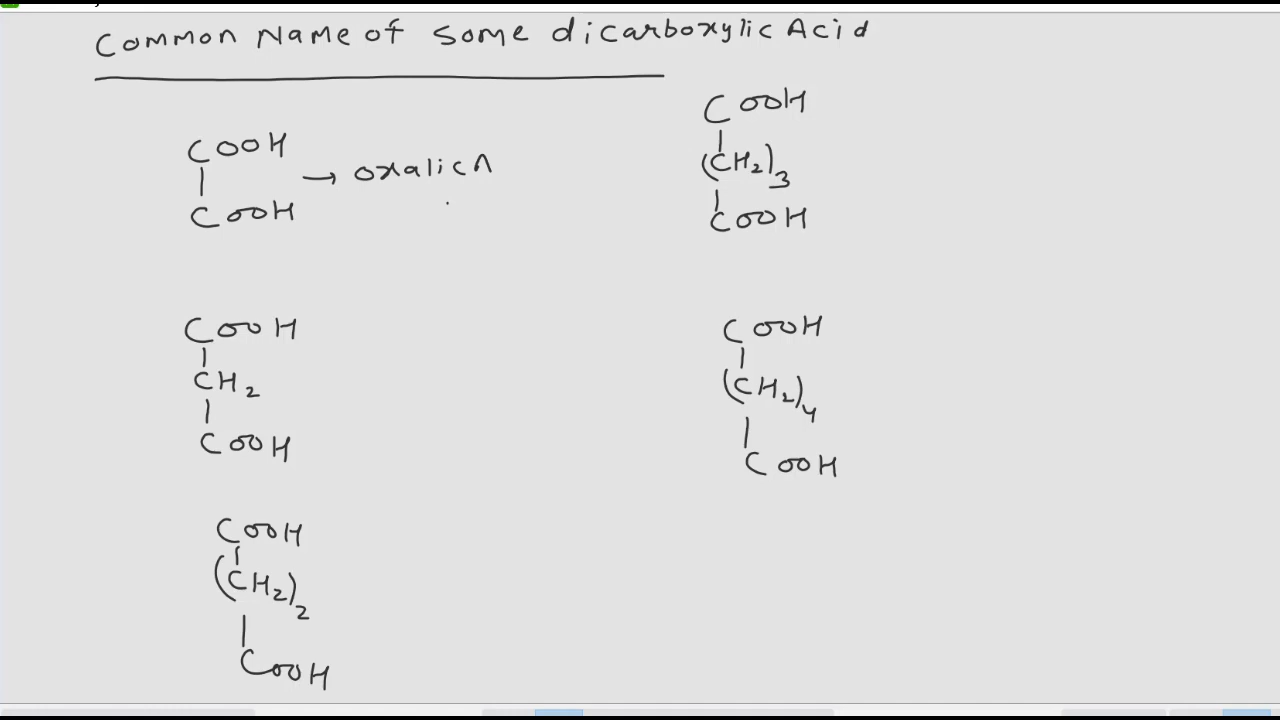 Common Name of some dicarboxylic Acid
COOH
|
COOH
→ oxalic A
COOH
|
CH2
|
COOH
COOH
|
(CH2)2
|
COOH
COOH
|
(CH2)3
|
COOH
COOH
|
(CH2)4
|
COOH